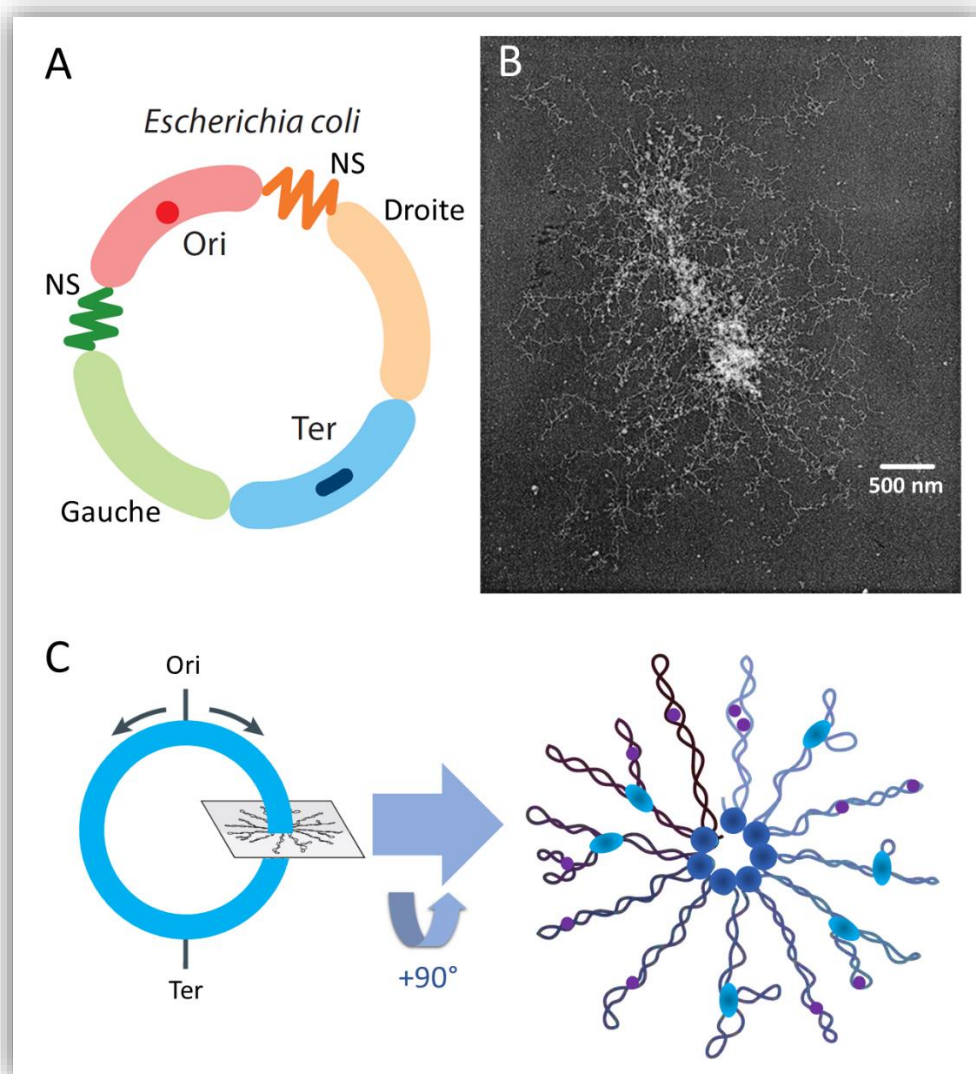 A
Escherichia coli
NS
Droite
Ori
NS
Ter
Gauche
B
500 nm
C
Ori
Ter
+90°